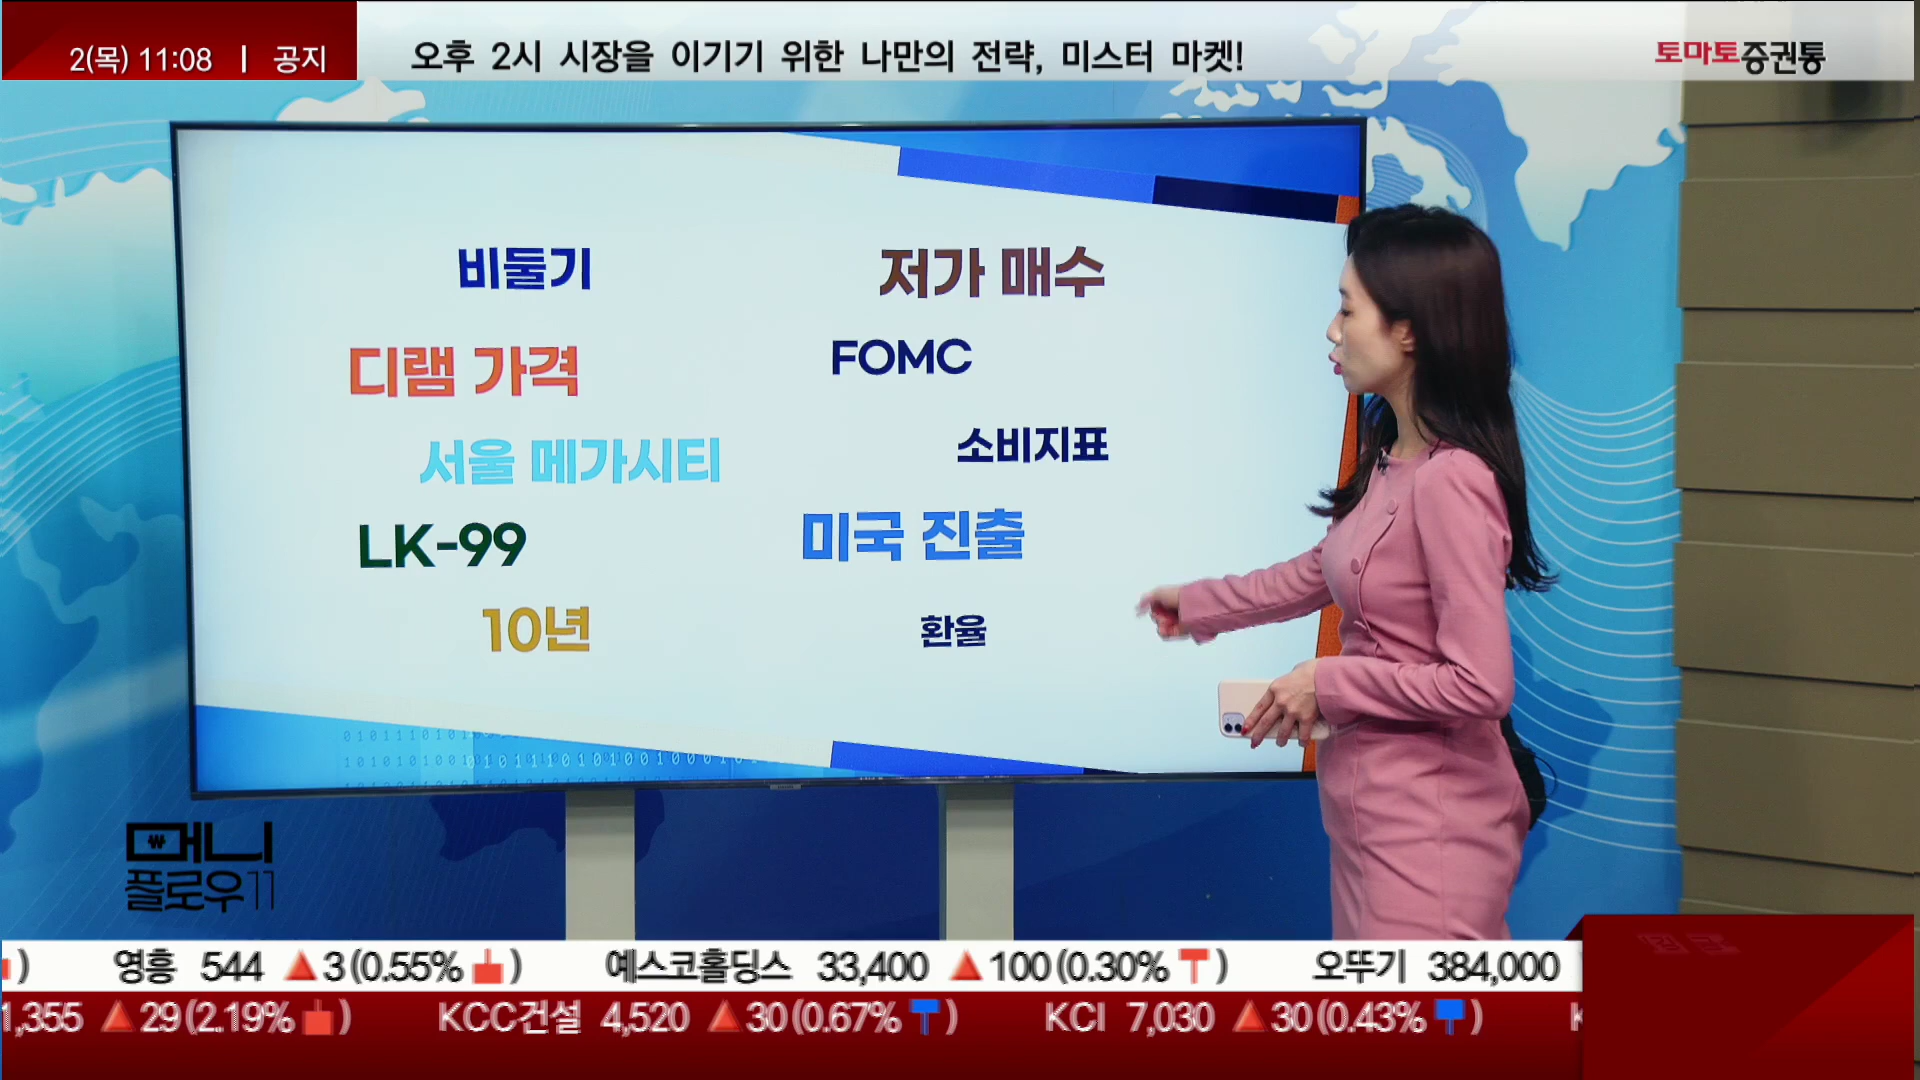 2(목) 11:08 | 공지
오후 2시 시장을 이기기 위한 나만의 전략, 미스터 마켓!
토마토증권통
비둘기
저가 매수
디램 가격
FOMC
서울 메가시티
소비지표
LK-99
미국 진출
10년
환율
머니
플로우11
) 영흥 544 ▲3(0.55% ) 예스코홀딩스 33,400 ▲100(0.30% ) 오뚜기 384,000
1,355 ▲29(2.19% ) KCC건설 4,520 ▲30(0.67% ) KCI 7,030 ▲30(0.43% )